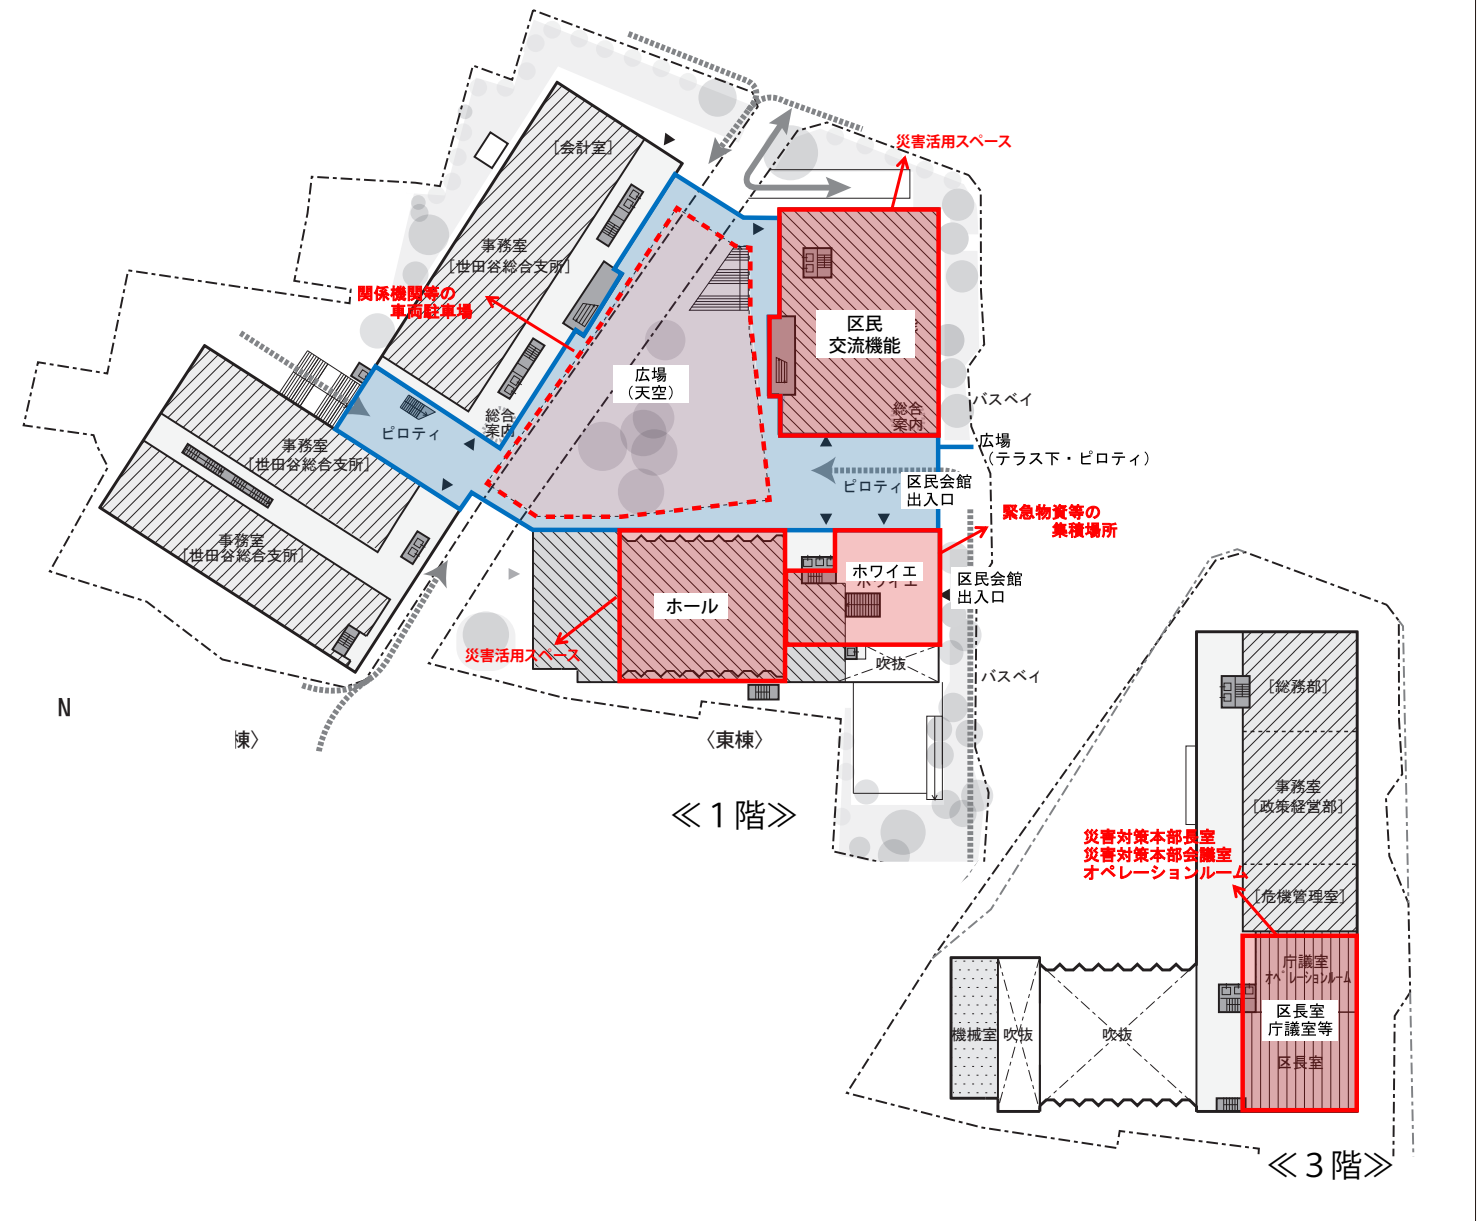 災害活用スペース
［会計室］
事務室
［世田谷総合支所］
関係機関等の
車両駐車場
区民
交流機能
広場
（天空）
総合
案内
総合
案内
バスベイ
ピロティ
広場
（テラス下・ピロティ）
事務室
［世田谷総合支所］
ピロティ
区民会館
出入口
緊急物資等の
集積場所
事務室
［世田谷総合支所］
ホワイエ
ホワイエ
区民会館
出入口
ホール
災害活用スペース
吹抜
バスベイ
N
棟〉
〈東棟〉
≪１階≫
［総務部］
事務室
［政策経営部］
災害対策本部長室
災害対策本部会議室
オペレーションルーム
［危機管理室］
庁議室
オペレーションルーム
区長室
庁議室等
機械室
吹抜
吹抜
区長室
≪３階≫